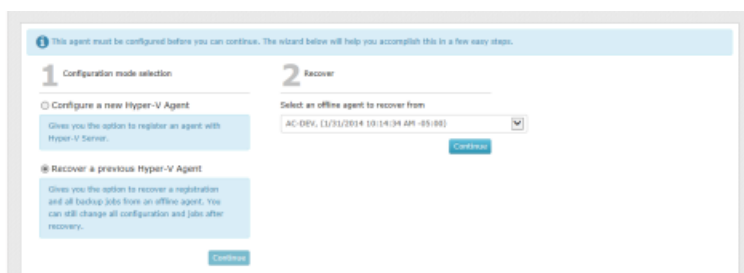 This agent must be configured before you can continue. The wizard below will help you accomplish this in a few easy steps.
1 Configuration mode selection
Configure a new Hyper-V Agent
Gives you the option to register an agent with
Hyper-V Server.
Recover a previous Hyper-V Agent
Gives you the option to recover a registration
and all backup jobs from an offline agent. You
can still change all configuration and jobs after
recovery.
Continue
2 Recover
Select an offline agent to recover from
AC-DEV, (1/31/2014 10:14:34 AM -05:00)
Continue